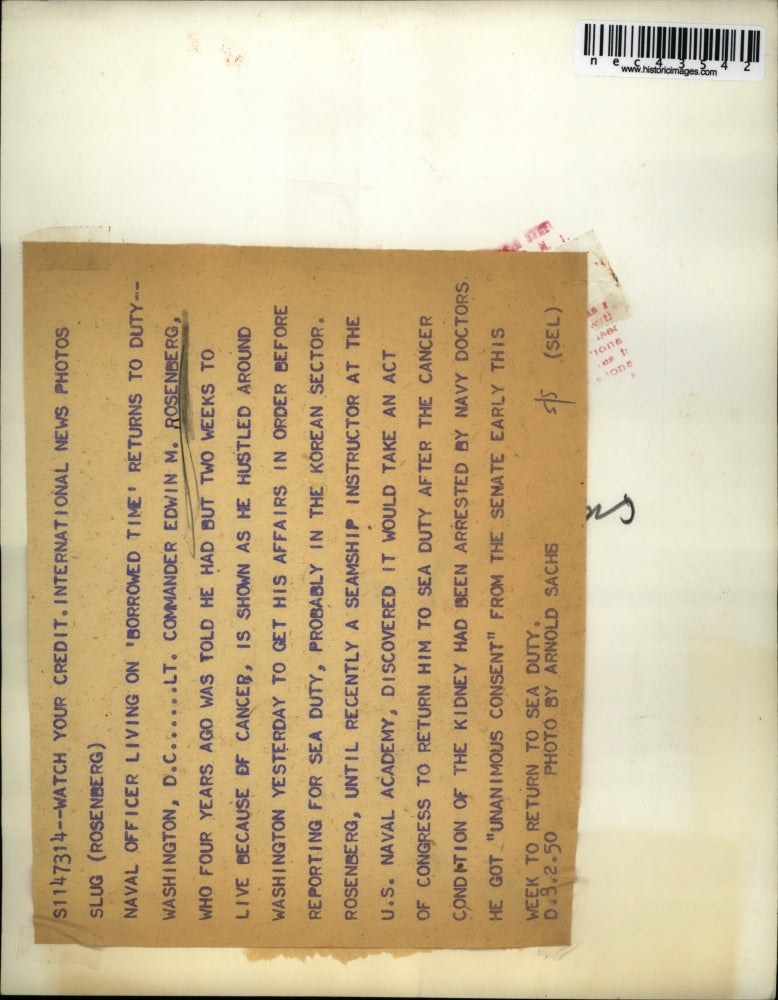 nec43542
www.historicimages.com
S1147314--WATCH YOUR CREDIT.INTERNATIONAL NEWS PHOTOS
SLUG (ROSENBERG)
NAVAL OFFICER LIVING ON 'BORROWED TIME' RETURNS TO DUTY--
WASHINGTON, D.C......LT. COMMANDER EDWIN M. ROSENBERG,
WHO FOUR YEARS AGO WAS TOLD HE HAD BUT TWO WEEKS TO
LIVE BECAUSE OF CANCER, IS SHOWN AS HE HUSTLED AROUND
WASHINGTON YESTERDAY TO GET HIS AFFAIRS IN ORDER BEFORE
REPORTING FOR SEA DUTY, PROBABLY IN THE KOREAN SECTOR.
ROSENBERG, UNTIL RECENTLY A SEAMSHIP INSTRUCTOR AT THE
U.S. NAVAL ACADEMY, DISCOVERED IT WOULD TAKE AN ACT
OF CONGRESS TO RETURN HIM TO SEA DUTY AFTER THE CANCER
CONDITION OF THE KIDNEY HAD BEEN ARRESTED BY NAVY DOCTORS
HE GOT "UNANIMOUS CONSENT" FROM THE SENATE EARLY THIS
WEEK TO RETURN TO SEA DUTY.
D.8.2.50 PHOTO BY ARNOLD SACHS S/S (SEL)